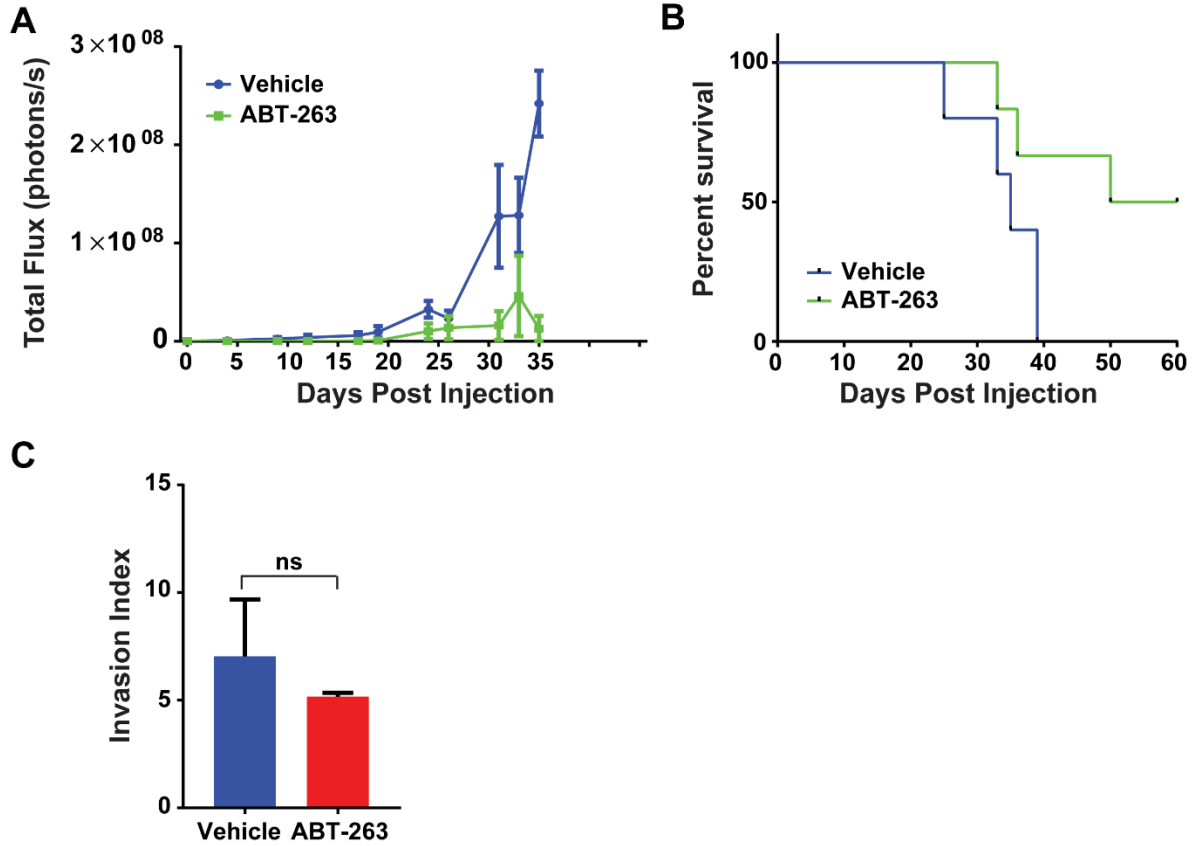 A
3×10 08
2×10 08
1×10 08
0
Total Flux (photons/s)
Vehicle
ABT-263
0 5 10 15 20 25 30 35
Days Post Injection
B
100
50
0
Percent survival
Vehicle
ABT-263
0 10 20 30 40 50 60
Days Post Injection
C
15
10
5
0
Invasion Index
ns
Vehicle ABT-263